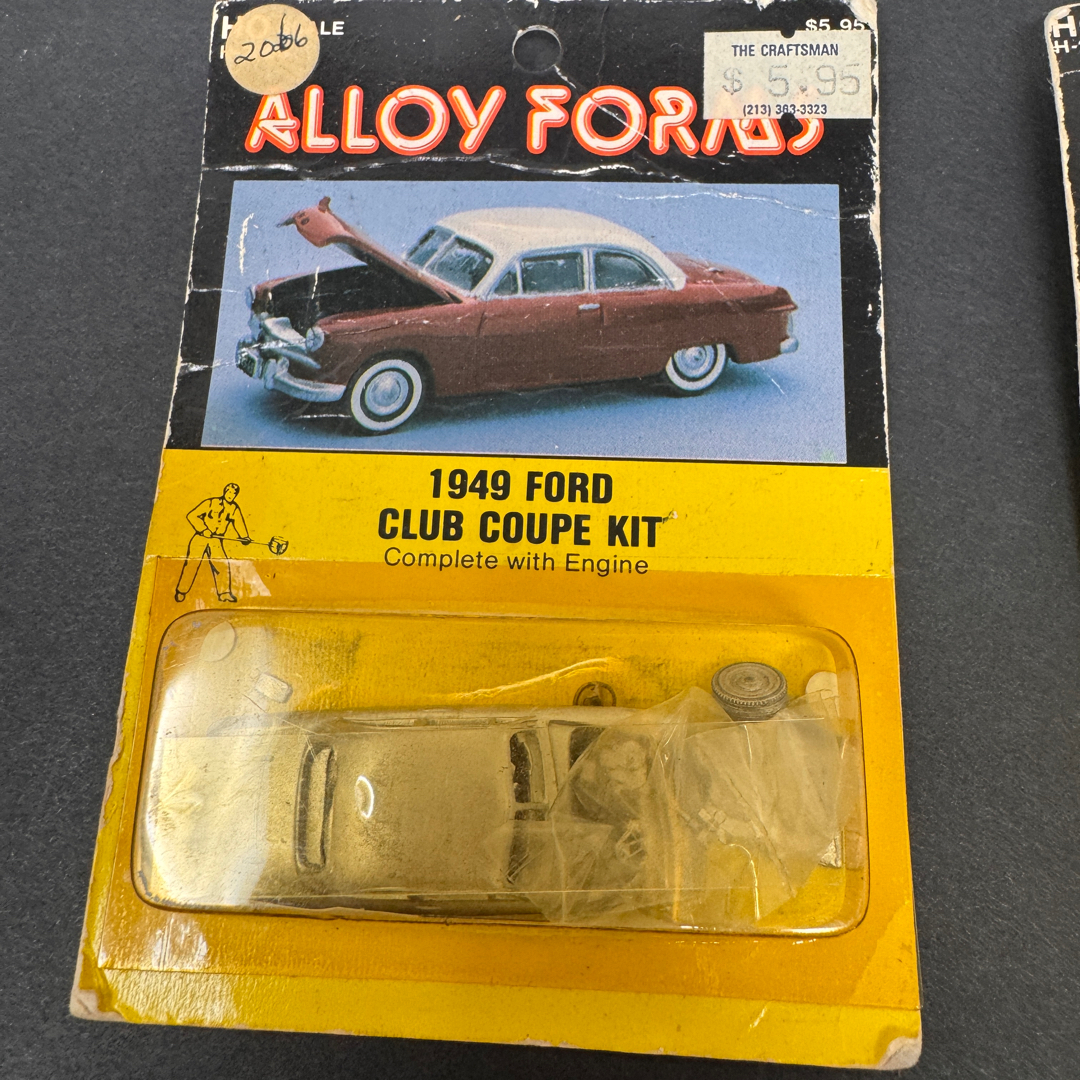 $5.95
THE CRAFTSMAN
$ 5.95
(213) 363-3323
ALLOY FORMS
1949 FORD
CLUB COUPE KIT
Complete with Engine